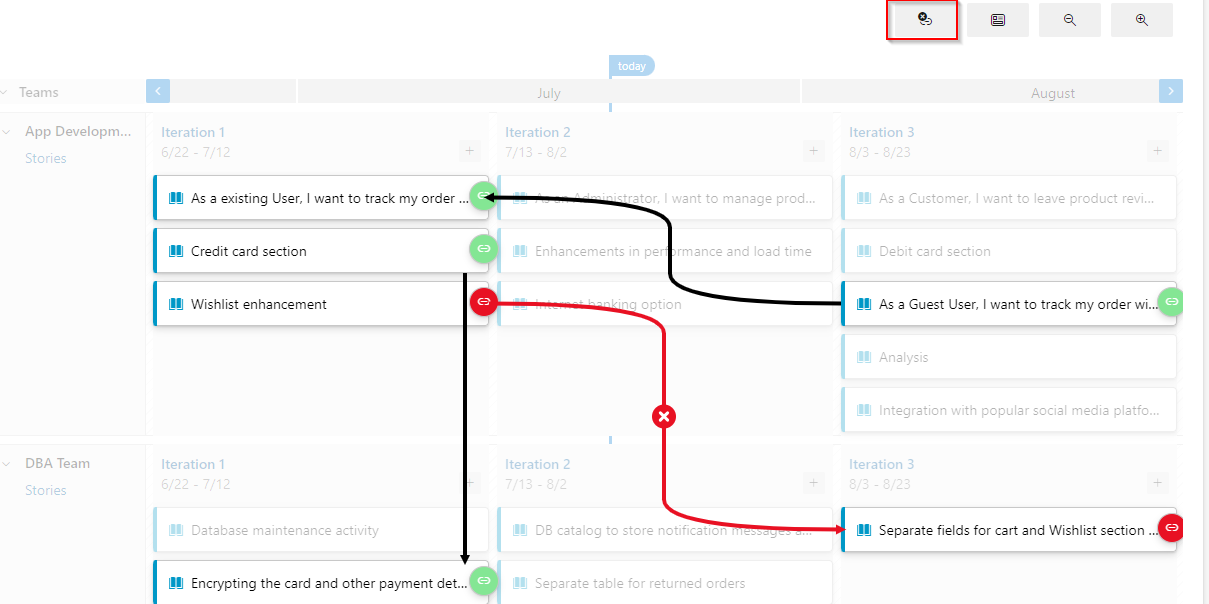 today
Teams
July
August
App Developm...
Stories
Iteration 1
6/22 - 7/12
Iteration 2
7/13 - 8/2
Iteration 3
8/3 - 8/23
As a existing User, I want to track my order ...
As an Administrator, I want to manage prod...
As a Customer, I want to leave product revi...
Credit card section
Enhancements in performance and load time
Debit card section
Wishlist enhancement
Internet banking option
As a Guest User, I want to track my order wi...
Analysis
Integration with popular social media platfo...
DBA Team
Stories
Iteration 1
6/22 - 7/12
Iteration 2
7/13 - 8/2
Iteration 3
8/3 - 8/23
Database maintenance activity
DB catalog to store notification messages a...
Separate fields for cart and Wishlist section ...
Encrypting the card and other payment det...
Separate table for returned orders